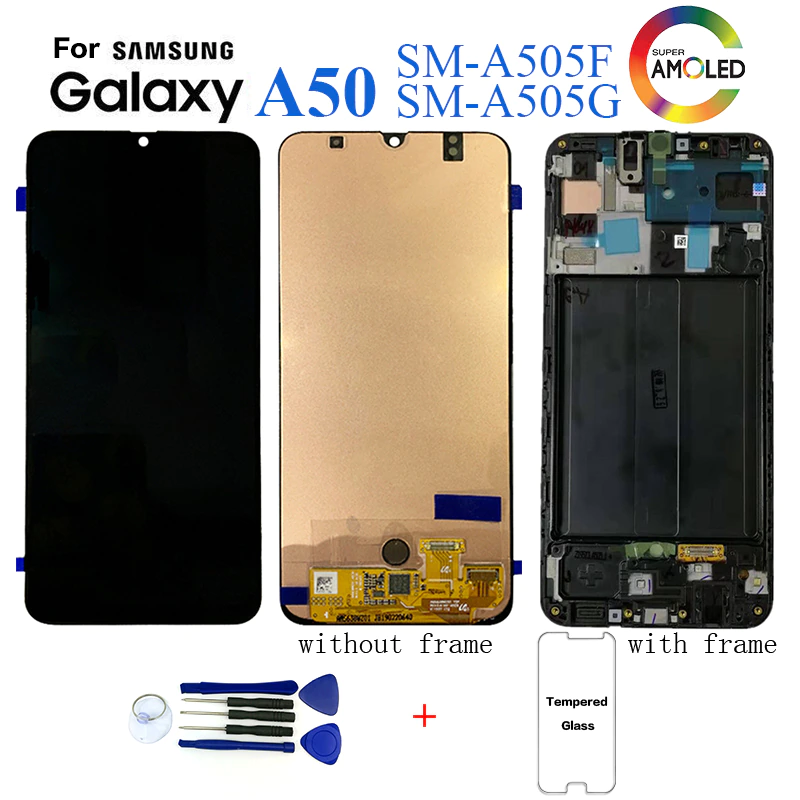 For SAMSUNG
Galaxy A50
SM-A505F
SM-A505G
SUPER
AMOLED
without frame
with frame
Tempered
Glass
+